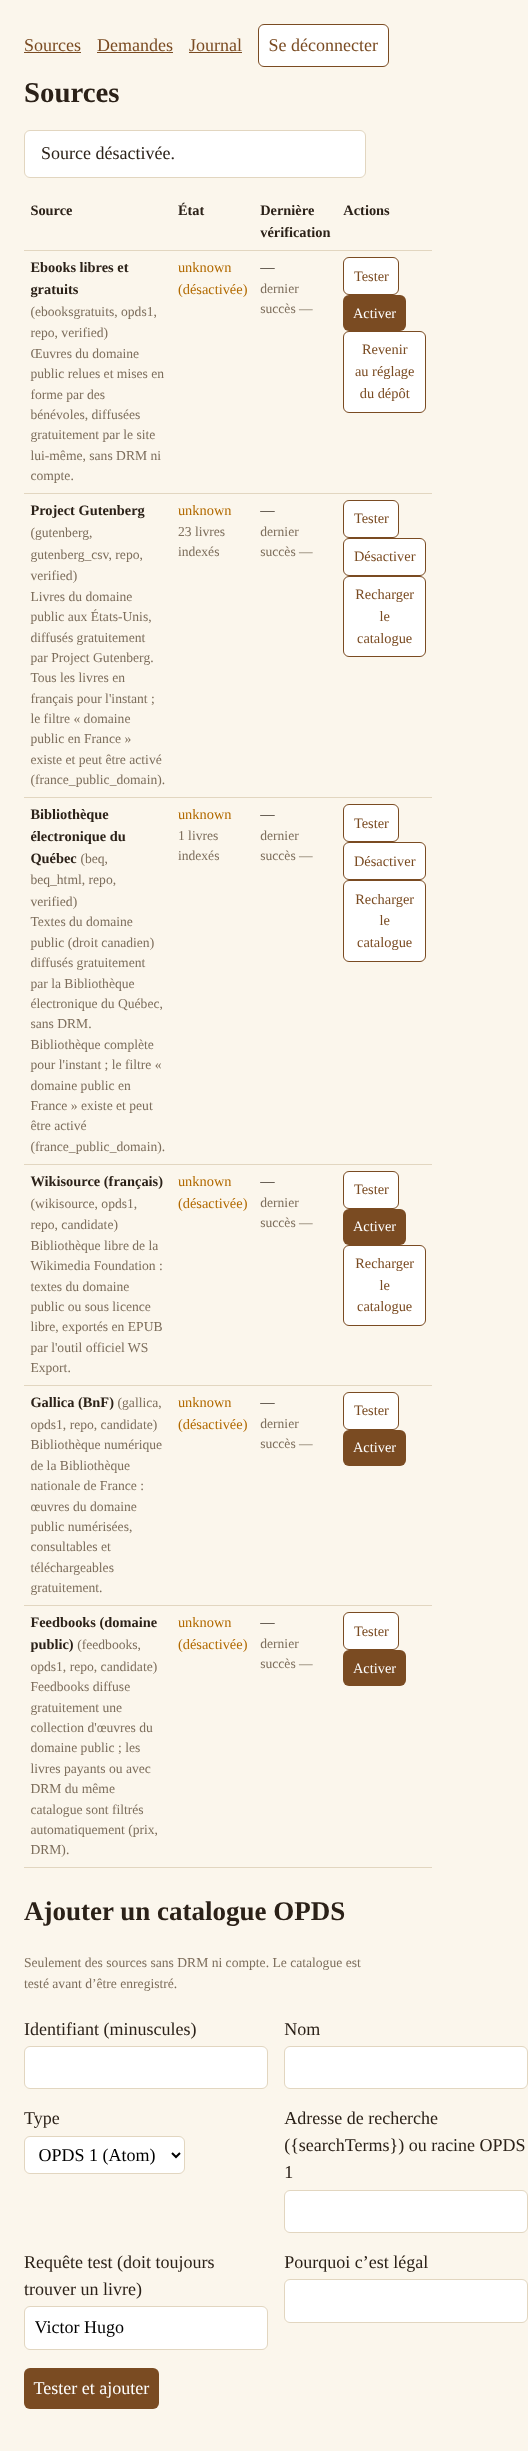 Sources Demandes Journal Se déconnecter
Sources
Source désactivée.
Source État Dernière vérification Actions
Ebooks libres et
gratuits
(ebooksgratuits, opds1,
repo, verified)
Œuvres du domaine
public relues et mises en
forme par des
bénévoles, diffusées
gratuitement par le site
lui-même, sans DRM ni
compte.
unknown
(désactivée)
—
dernier
succès —
Tester
Activer
Revenir
au réglage
du dépôt
Project Gutenberg
(gutenberg,
gutenberg_csv, repo,
verified)
Livres du domaine
public aux États-Unis,
diffusés gratuitement
par Project Gutenberg.
Tous les livres en
français pour l'instant ;
le filtre « domaine
public en France »
existe et peut être activé
(france_public_domain).
unknown
23 livres
indexés
—
dernier
succès —
Tester
Désactiver
Recharger
le
catalogue
Bibliothèque
électronique du
Québec (beq,
beq_html, repo,
verified)
Textes du domaine
public (droit canadien)
diffusés gratuitement
par la Bibliothèque
électronique du Québec,
sans DRM.
Bibliothèque complète
pour l'instant ; le filtre «
domaine public en
France » existe et peut
être activé
(france_public_domain).
unknown
1 livres
indexés
—
dernier
succès —
Tester
Désactiver
Recharger
le
catalogue
Wikisource (français)
(wikisource, opds1,
repo, candidate)
Bibliothèque libre de la
Wikimedia Foundation :
textes du domaine
public ou sous licence
libre, exportés en EPUB
par l'outil officiel WS
Export.
unknown
(désactivée)
—
dernier
succès —
Tester
Activer
Recharger
le
catalogue
Gallica (BnF) (gallica,
opds1, repo, candidate)
Bibliothèque numérique
de la Bibliothèque
nationale de France :
œuvres du domaine
public numérisées,
consultables et
téléchargeables
gratuitement.
unknown
(désactivée)
—
dernier
succès —
Tester
Activer
Feedbooks (domaine
public) (feedbooks,
opds1, repo, candidate)
Feedbooks diffuse
gratuitement une
collection d'œuvres du
domaine public ; les
livres payants ou avec
DRM du même
catalogue sont filtrés
automatiquement (prix,
DRM).
unknown
(désactivée)
—
dernier
succès —
Tester
Activer
Ajouter un catalogue OPDS
Seulement des sources sans DRM ni compte. Le catalogue est
testé avant d’être enregistré.
Identifiant (minuscules)
Nom
Type
OPDS 1 (Atom)
Adresse de recherche
({searchTerms}) ou racine OPDS
1
Requête test (doit toujours
trouver un livre)
Victor Hugo
Pourquoi c’est légal
Tester et ajouter